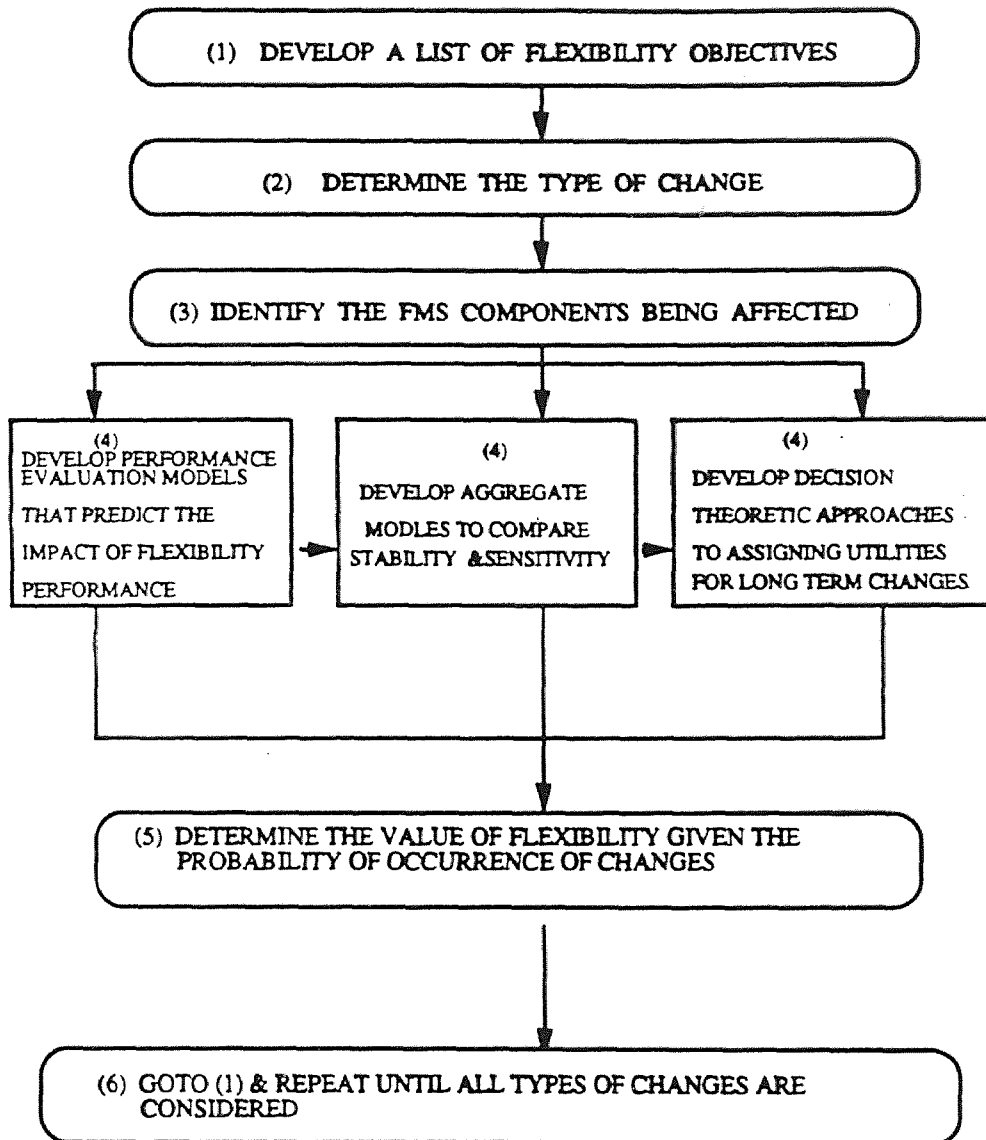 (1) DEVELOP A LIST OF FLEXIBILITY OBJECTIVES
(2) DETERMINE THE TYPE OF CHANGE
(3) IDENTIFY THE FMS COMPONENTS BEING AFFECTED
(4)
DEVELOP PERFORMANCE
EVALUATION MODELS
THAT PREDICT THE
IMPACT OF FLEXIBILITY
PERFORMANCE
(4)
DEVELOP AGGREGATE
MODLES TO COMPARE
STABILITY &SENSITIVITY
(4)
DEVELOP DECISION
THEORETIC APPROACHES
TO ASSIGNING UTILITIES
FOR LONG TERM CHANGES
(5) DETERMINE THE VALUE OF FLEXIBILITY GIVEN THE
PROBABILITY OF OCCURRENCE OF CHANGES
(6) GOTO (1) & REPEAT UNTIL ALL TYPES OF CHANGES ARE
CONSIDERED